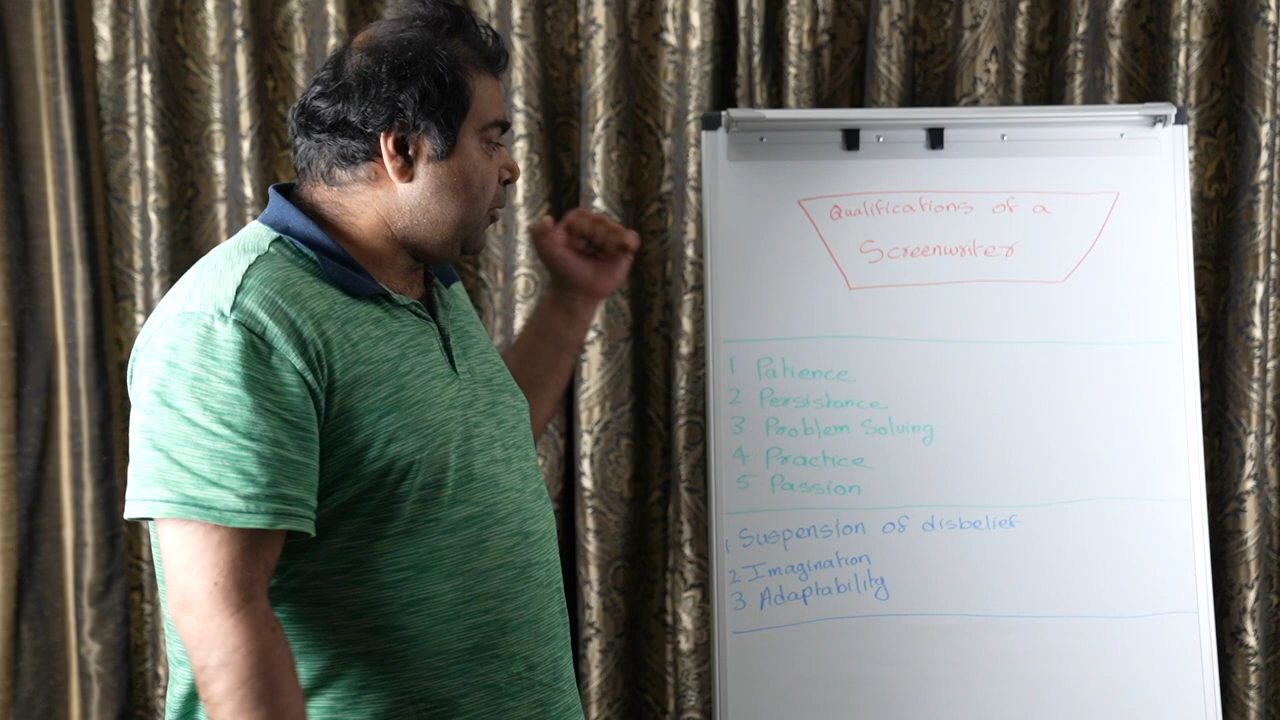 Qualifications of a
Screenwriter
1 Patience
2 Persistance
3 Problem Solving
4 Practice
5 Passion
1 Suspension of disbelief
2 Imagination
3 Adaptability